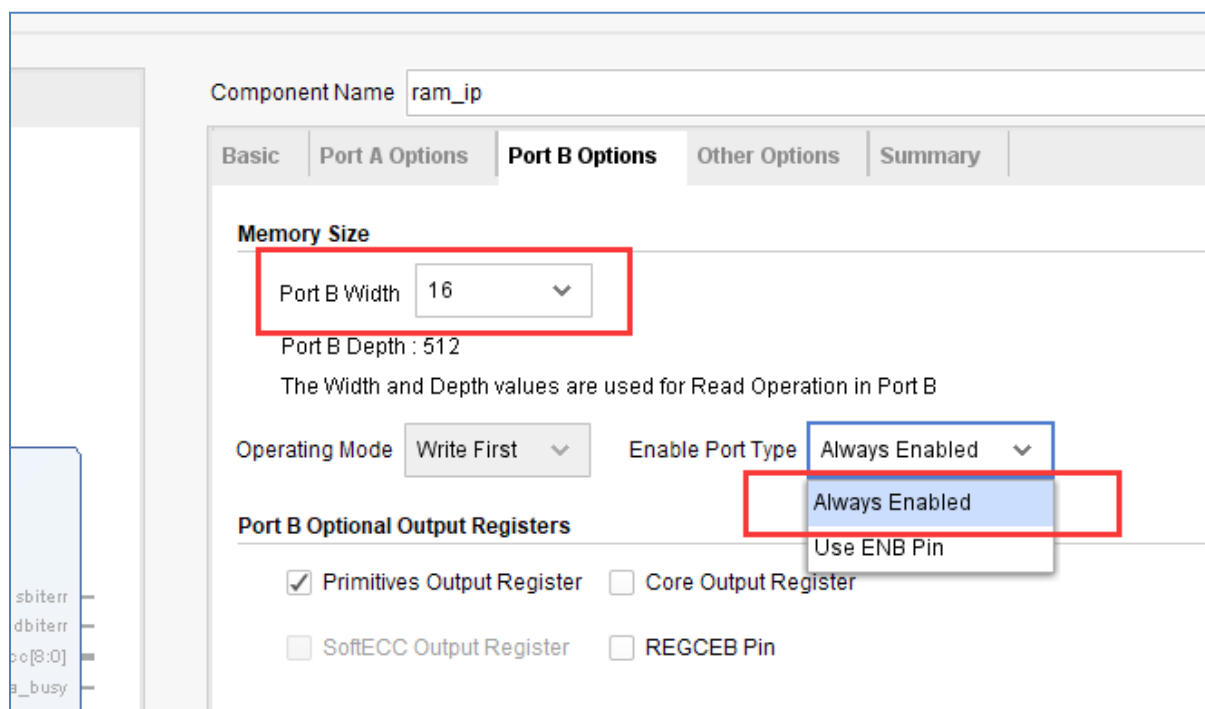 Component Name ram_ip
Basic Port A Options Port B Options Other Options Summary
Memory Size
Port B Width 16
Port B Depth : 512
The Width and Depth values are used for Read Operation in Port B
Operating Mode Write First Enable Port Type Always Enabled
Always Enabled
Use ENB Pin
Port B Optional Output Registers
Primitives Output Register Core Output Register
SoftECC Output Register REGCEB Pin
sbiterr
dbiterr
cc[8:0]
a_busy